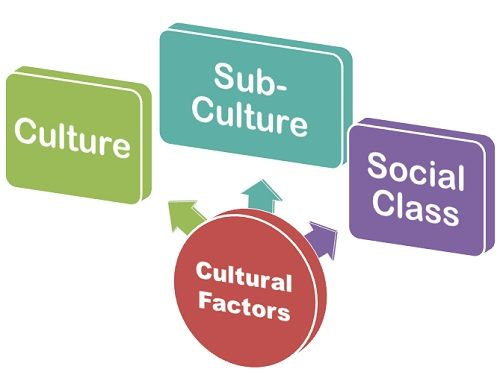 Culture
Sub-
Culture
Social
Class
Cultural
Factors